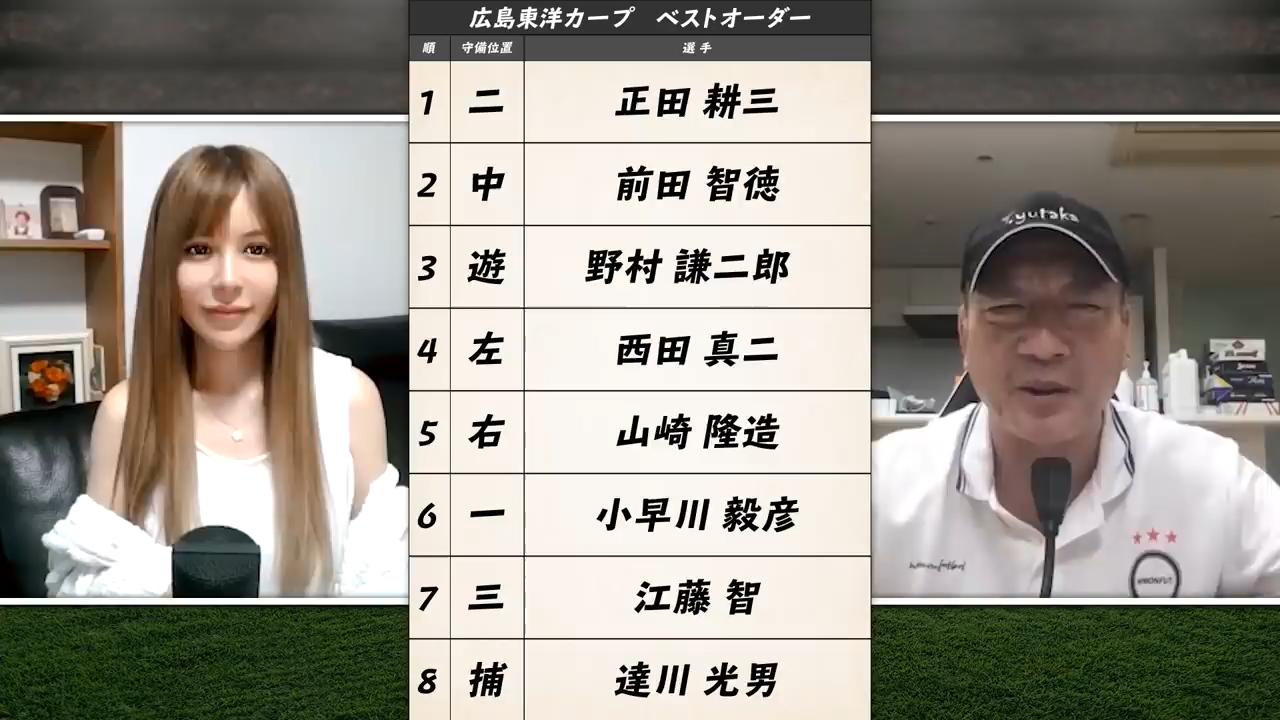 広島東洋カープ　ベストオーダー
順 守備位置 選手
1 二 正田 耕三
2 中 前田 智徳
3 遊 野村 謙二郎
4 左 西田 真二
5 右 山崎 隆造
6 一 小早川 毅彦
7 三 江藤 智
8 捕 達川 光男
yutaka